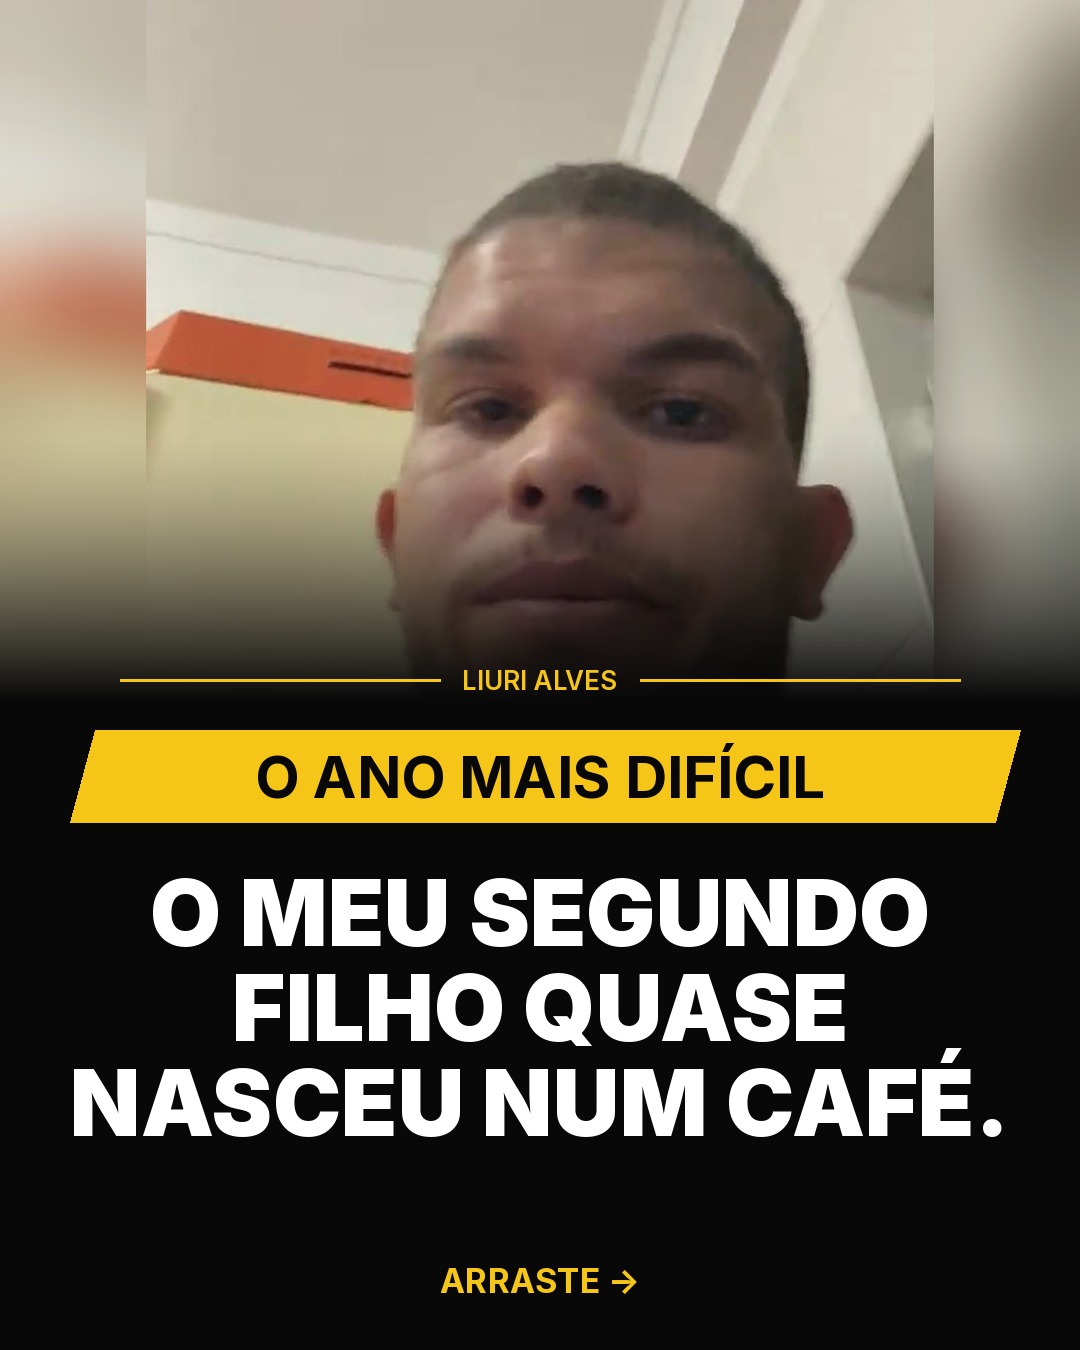 LIURI ALVES
O ANO MAIS DIFÍCIL
O MEU SEGUNDO
FILHO QUASE
NASCEU NUM CAFÉ.
ARRASTE →